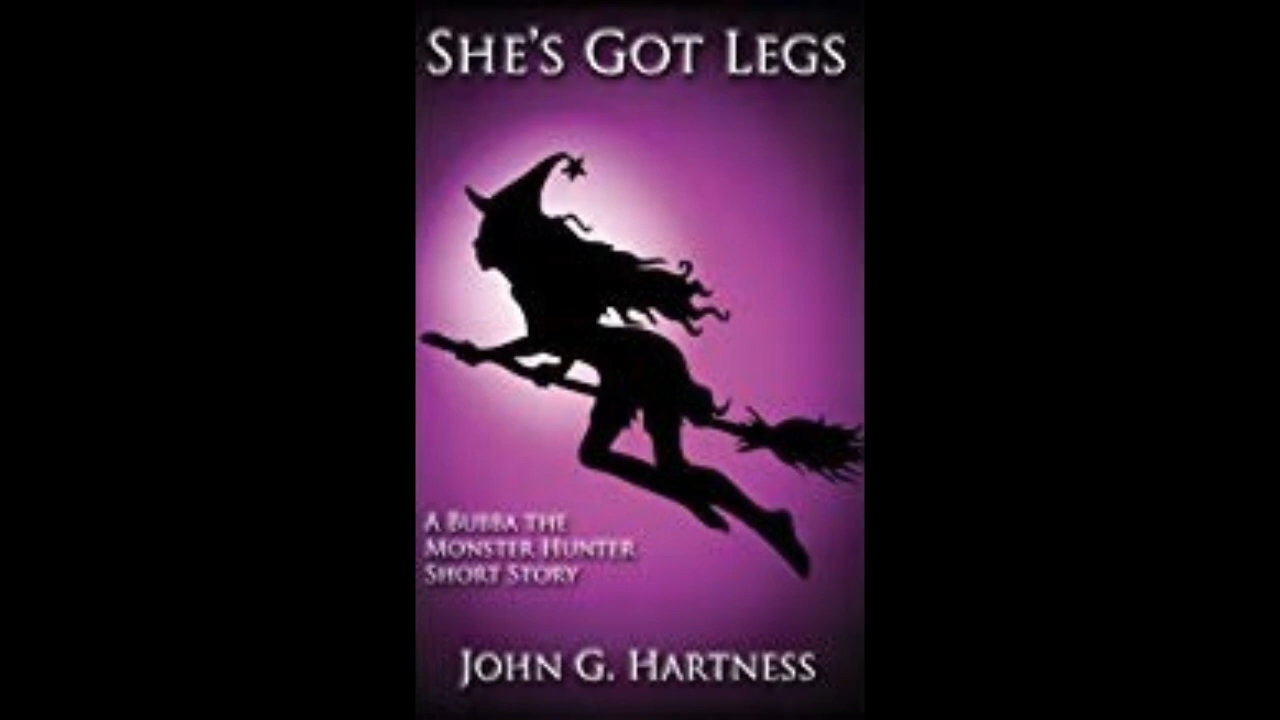 She's Got Legs
A Bubba the
Monster Hunter
Short Story
John G. Hartness